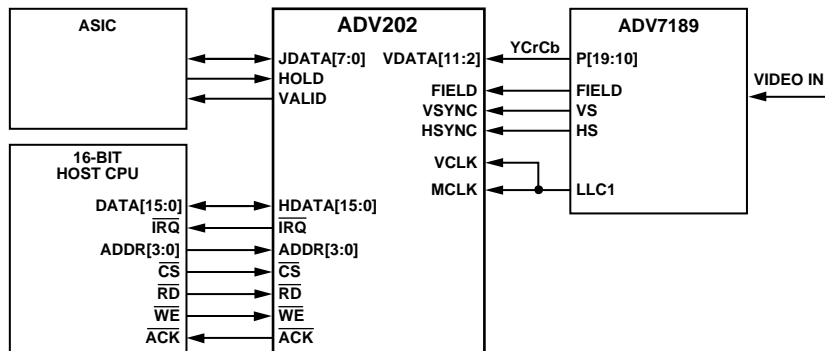 ASIC
ADV202
ADV7189
JDATA[7:0]
HOLD
VALID
VDATA[11:2]
YCrCb
P[19:10]
FIELD
FIELD
VSYNC
VS
HSYNC
HS
VIDEO IN
VCLK
MCLK
LLC1
16-BIT
HOST CPU
DATA[15:0]
HDATA[15:0]
IRQ
IRQ
ADDR[3:0]
ADDR[3:0]
CS
CS
RD
RD
WE
WE
ACK
ACK